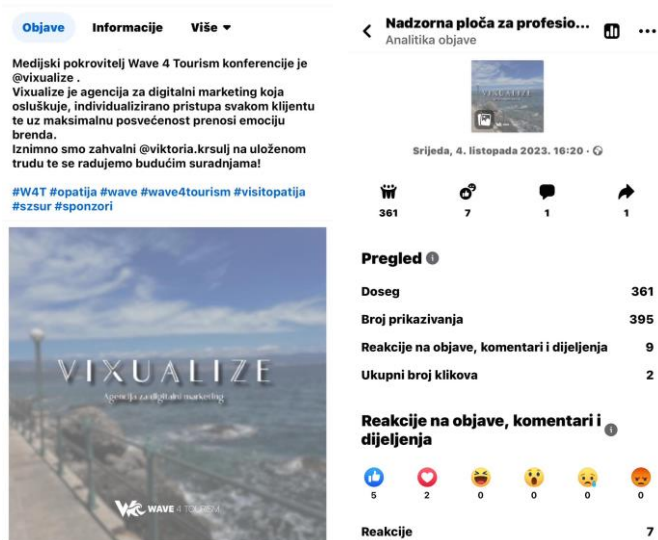 Objave Informacije Više
Medijski pokrovitelj Wave 4 Tourism konferencije je
@vixualize .
Vixualize je agencija za digitalni marketing koja
osluškuje, individualizirano pristupa svakom klijentu
te uz maksimalnu posvećenost prenosi emociju
brenda.
Iznimno smo zahvalni @viktoria.krsulj na uloženom
trudu te se radujemo budućim suradnjama!
#W4T #opatija #wave #wave4tourism #visitopatija
#szsur #sponzori
VIXUALIZE
Agencija za digitalni marketing
WAVE 4 TOURISM
Nadzorna ploča za profesio...
Analitika objave
VIXUALIZE
Srijeda, 4. listopada 2023. 16:20 ·
361 7 1 1
Pregled
Doseg 361
Broj prikazivanja 395
Reakcije na objave, komentari i dijeljenja 9
Ukupni broj klikova 2
Reakcije na objave, komentari i
dijeljenja
5 2 0 0 0 0
Reakcije 7